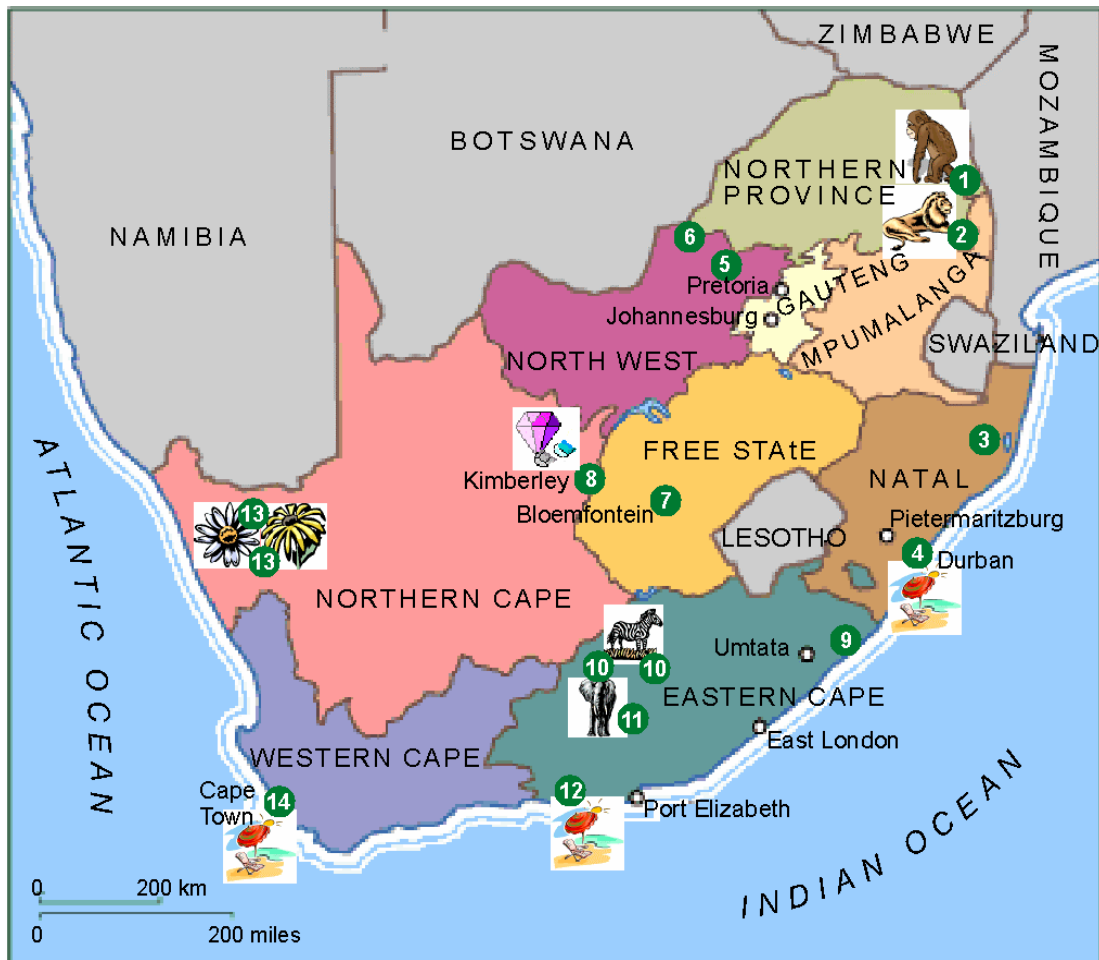 ZIMBABWE
MOZAMBIQUE
BOTSWANA
NORTHERN
PROVINCE
1
NAMIBIA
2
6
5
Pretoria
GAUTENG
Johannesburg
MPUMALANGA
SWAZILAND
NORTH WEST
FREE STAtE
3
Kimberley
8
NATAL
Bloemfontein
7
13
13
LESOTHO
Pietermaritzburg
4
Durban
ATLANTIC OCEAN
NORTHERN CAPE
Umtata
9
10
10
EASTERN CAPE
11
WESTERN CAPE
East London
Cape
Town
14
12
Port Elizabeth
INDIAN OCEAN
0 200 km
0 200 miles